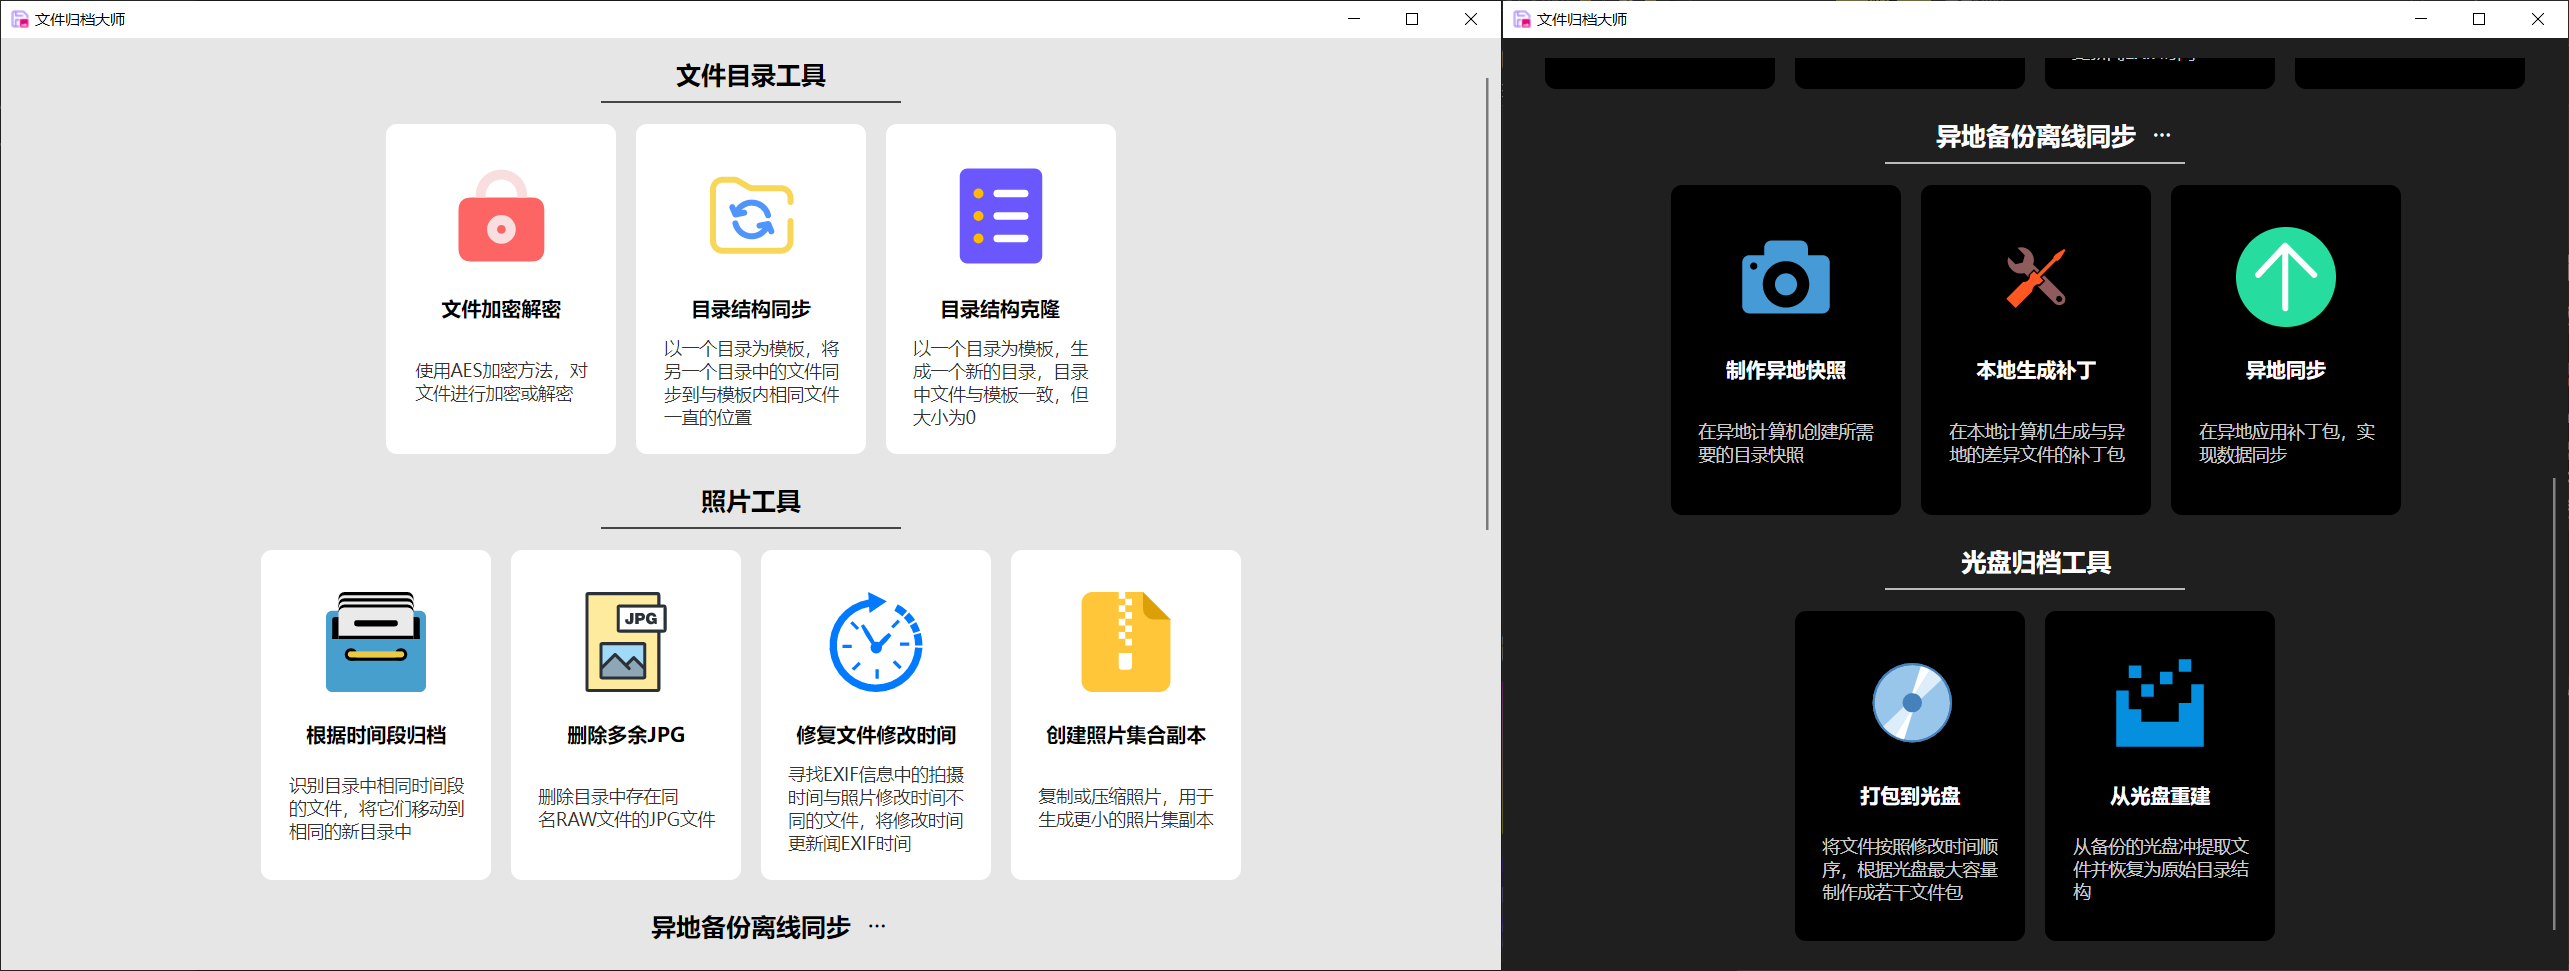 文件归档大师
文件目录工具
文件加密解密
使用AES加密方法，对
文件进行加密或解密
目录结构同步
以一个目录为模板，将
另一个目录中的文件同
步到与模板内相同文件
一直的位置
目录结构克隆
以一个目录为模板，生
成一个新的目录，目录
中文件与模板一致，但
大小为0
照片工具
根据时间段归档
识别目录中相同时间段
的文件，将它们移动到
相同的新目录中
JPG
删除多余JPG
删除目录中存在同
名RAW文件的JPG文件
修复文件修改时间
寻找EXIF信息中的拍摄
时间与照片修改时间不
同的文件，将修改时间
更新闻EXIF时间
创建照片集合副本
复制或压缩照片，用于
生成更小的照片集副本
异地备份离线同步 ···
文件归档大师
异地备份离线同步 ···
制作异地快照
在异地计算机创建所需
要的目录快照
本地生成补丁
在本地计算机生成与异
地的差异文件的补丁包
异地同步
在异地应用补丁包，实
现数据同步
光盘归档工具
打包到光盘
将文件按照修改时间顺
序，根据光盘最大容量
制作成若干文件包
从光盘重建
从备份的光盘冲提取文
件并恢复为原始目录结
构